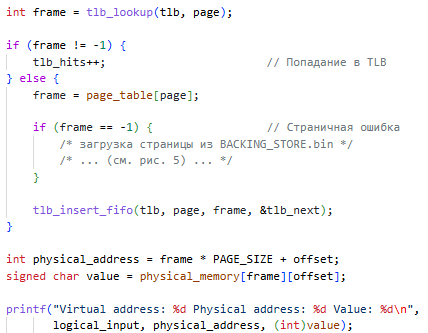 int frame = tlb_lookup(tlb, page);

if (frame != -1) {
    tlb_hits++;                    // Попадание в TLB
} else {
    frame = page_table[page];

    if (frame == -1) {             // Страничная ошибка
        /* загрузка страницы из BACKING_STORE.bin */
        /* ... (см. рис. 5) ... */
    }

    tlb_insert_fifo(tlb, page, frame, &tlb_next);
}

int physical_address = frame * PAGE_SIZE + offset;
signed char value = physical_memory[frame][offset];

printf("Virtual address: %d Physical address: %d Value: %d\n",
       logical_input, physical_address, (int)value);